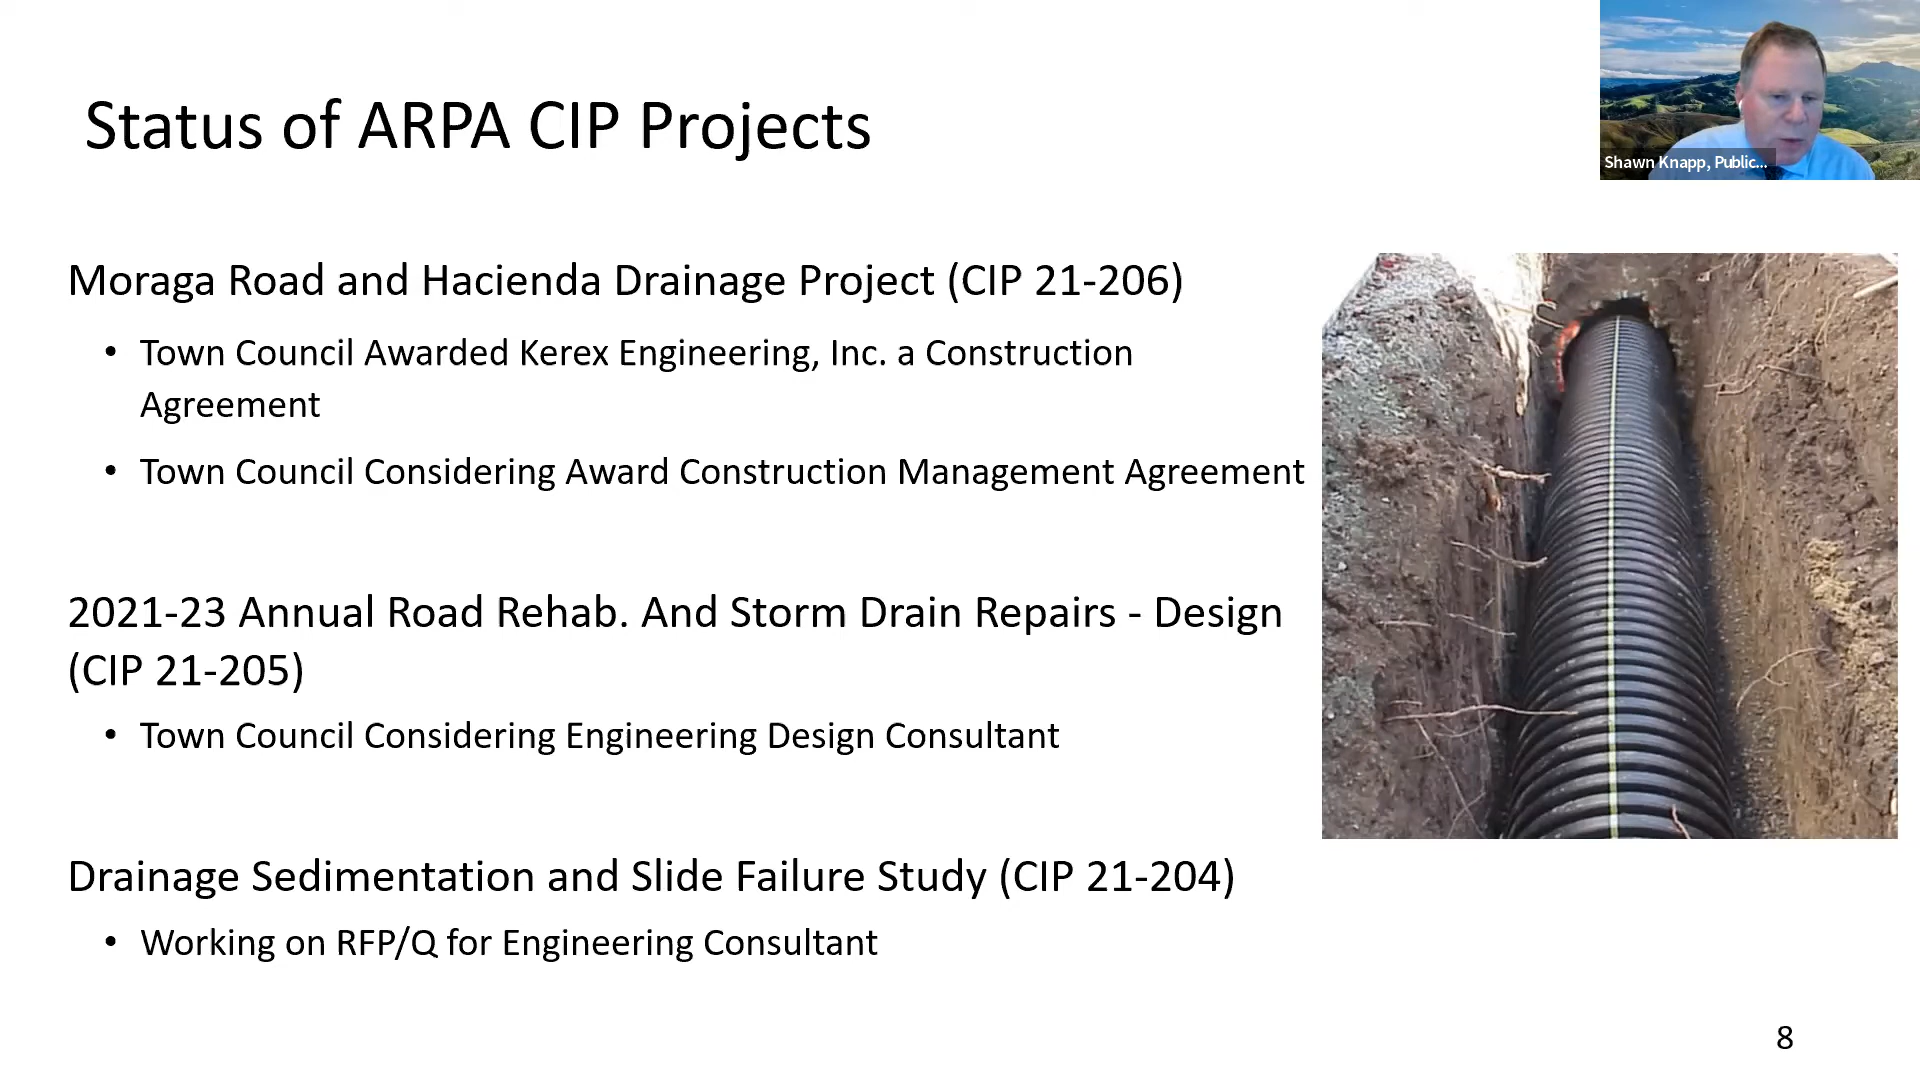 Status of ARPA CIP Projects
Shawn Knapp, Public...
Moraga Road and Hacienda Drainage Project (CIP 21-206)
• Town Council Awarded Kerex Engineering, Inc. a Construction
Agreement
• Town Council Considering Award Construction Management Agreement
2021-23 Annual Road Rehab. And Storm Drain Repairs - Design
(CIP 21-205)
• Town Council Considering Engineering Design Consultant
Drainage Sedimentation and Slide Failure Study (CIP 21-204)
• Working on RFP/Q for Engineering Consultant
8